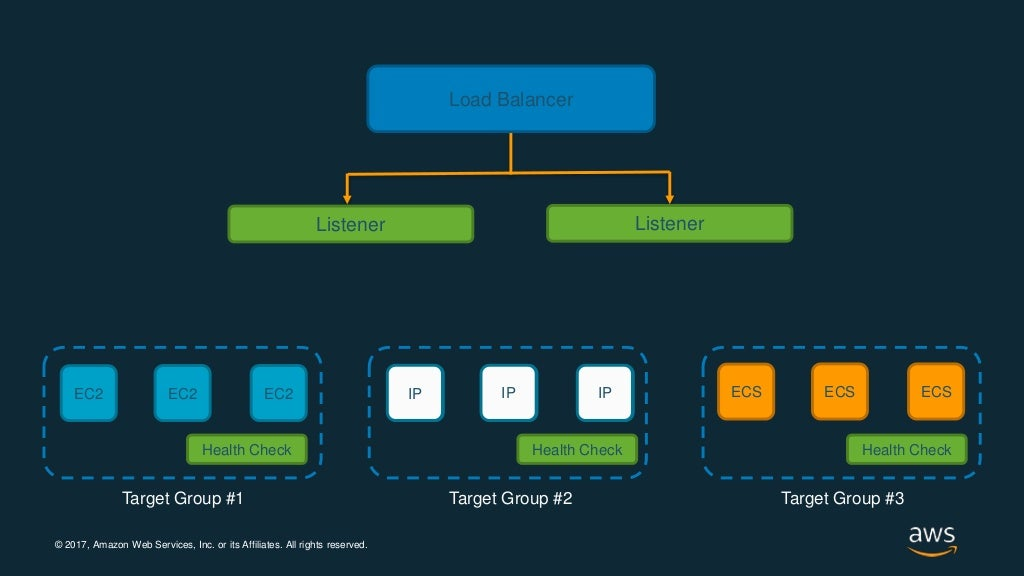 Load Balancer
Listener
Listener
EC2
EC2
EC2
IP
IP
IP
ECS
ECS
ECS
Health Check
Health Check
Health Check
Target Group #1
Target Group #2
Target Group #3
© 2017, Amazon Web Services, Inc. or its Affiliates. All rights reserved.
aws